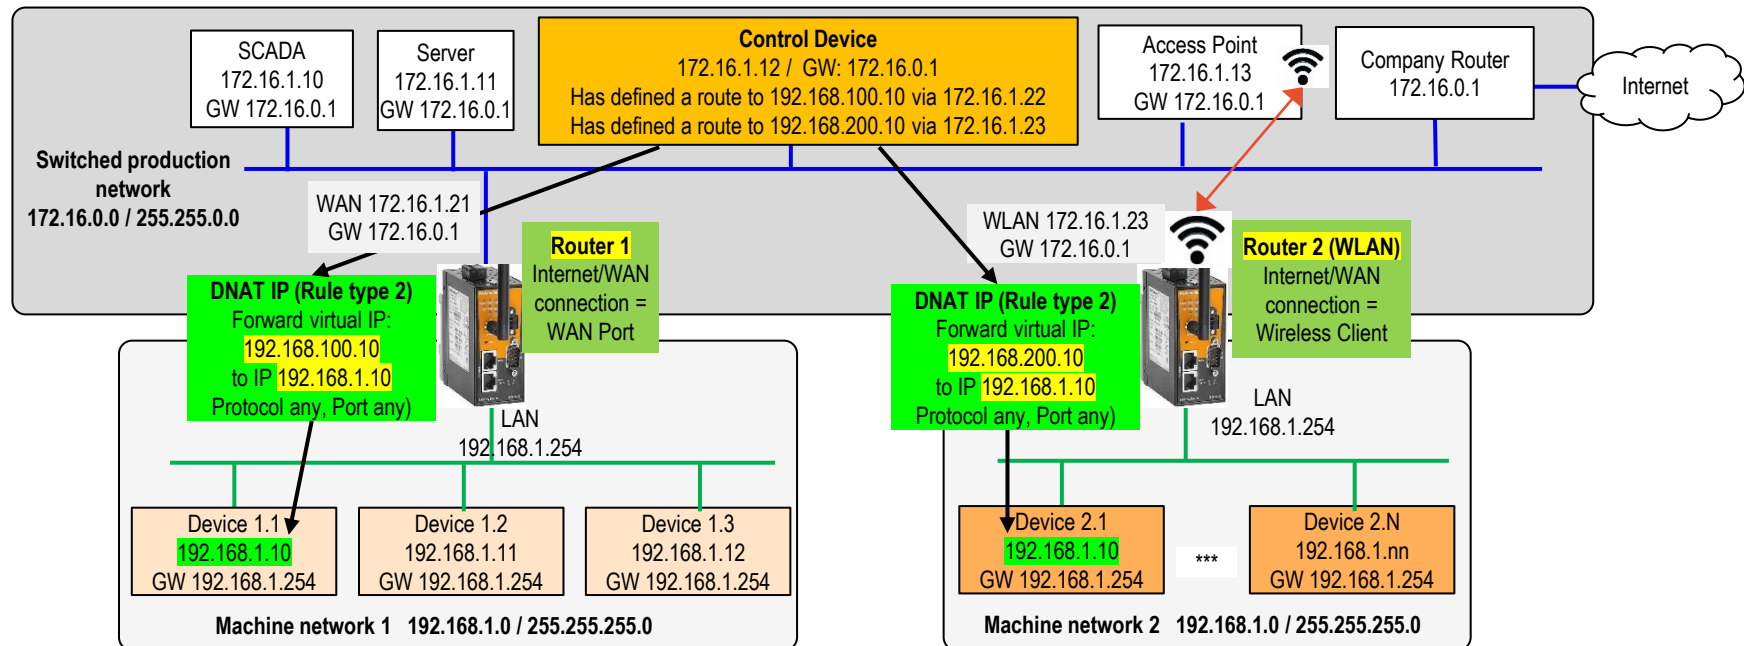 SCADA
172.16.1.10
GW 172.16.0.1
Server
172.16.1.11
GW 172.16.0.1
Control Device
172.16.1.12 / GW: 172.16.0.1
Has defined a route to 192.168.100.10 via 172.16.1.22
Has defined a route to 192.168.200.10 via 172.16.1.23
Access Point
172.16.1.13
GW 172.16.0.1
Company Router
172.16.0.1
Internet
Switched production
network
172.16.0.0 / 255.255.0.0
WAN 172.16.1.21
GW 172.16.0.1
Router 1
Internet/WAN
connection =
WAN Port
WLAN 172.16.1.23
GW 172.16.0.1
Router 2 (WLAN)
Internet/WAN
connection =
Wireless Client
DNAT IP (Rule type 2)
Forward virtual IP:
192.168.100.10
to IP 192.168.1.10
Protocol any, Port any)
DNAT IP (Rule type 2)
Forward virtual IP:
192.168.200.10
to IP 192.168.1.10
Protocol any, Port any)
LAN
192.168.1.254
LAN
192.168.1.254
Device 1.1
192.168.1.10
GW 192.168.1.254
Device 1.2
192.168.1.11
GW 192.168.1.254
Device 1.3
192.168.1.12
GW 192.168.1.254
Device 2.1
192.168.1.10
GW 192.168.1.254
***
Device 2.N
192.168.1.nn
GW 192.168.1.254
Machine network 1 192.168.1.0 / 255.255.255.0
Machine network 2 192.168.1.0 / 255.255.255.0